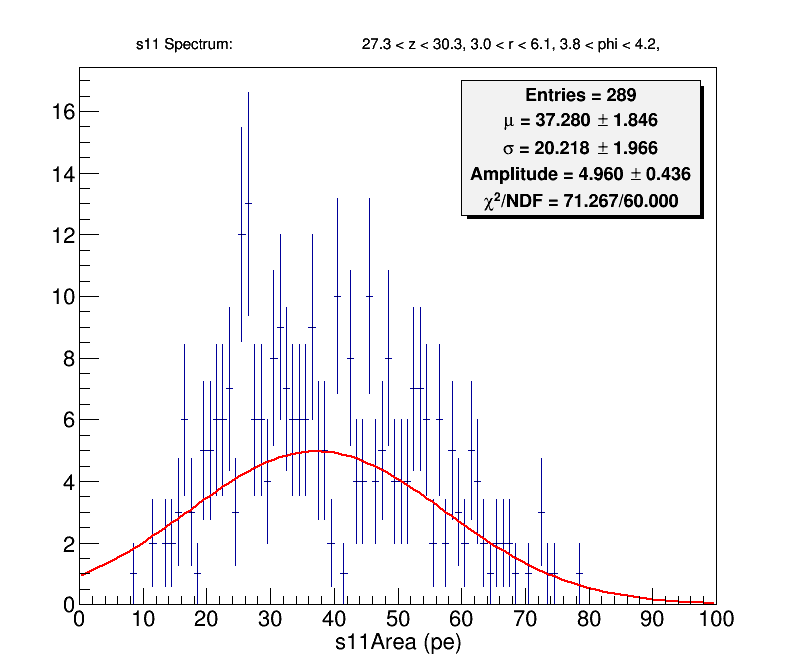 s11 Spectrum: 27.3 < z < 30.3, 3.0 < r < 6.1, 3.8 < phi < 4.2,
Entries = 289
μ = 37.280 ± 1.846
σ = 20.218 ± 1.966
Amplitude = 4.960 ± 0.436
χ²/NDF = 71.267/60.000
16
14
12
10
8
6
4
2
0
0 10 20 30 40 50 60 70 80 90 100
s11Area (pe)